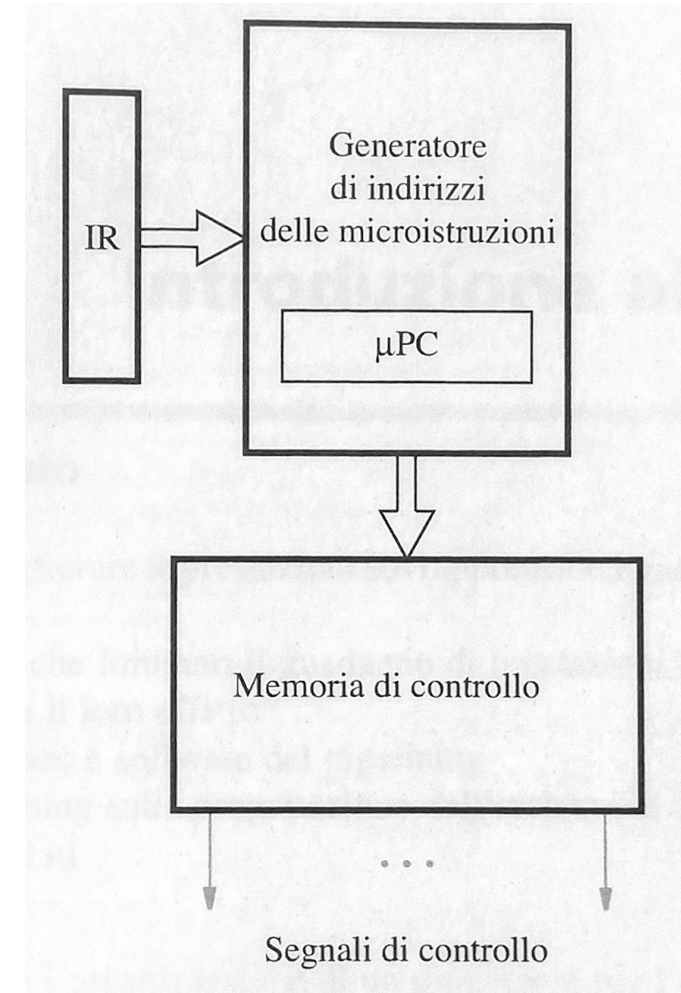 Generatore
di indirizzi
delle microistruzioni
IR
µPC
Memoria di controllo
. . .
Segnali di controllo